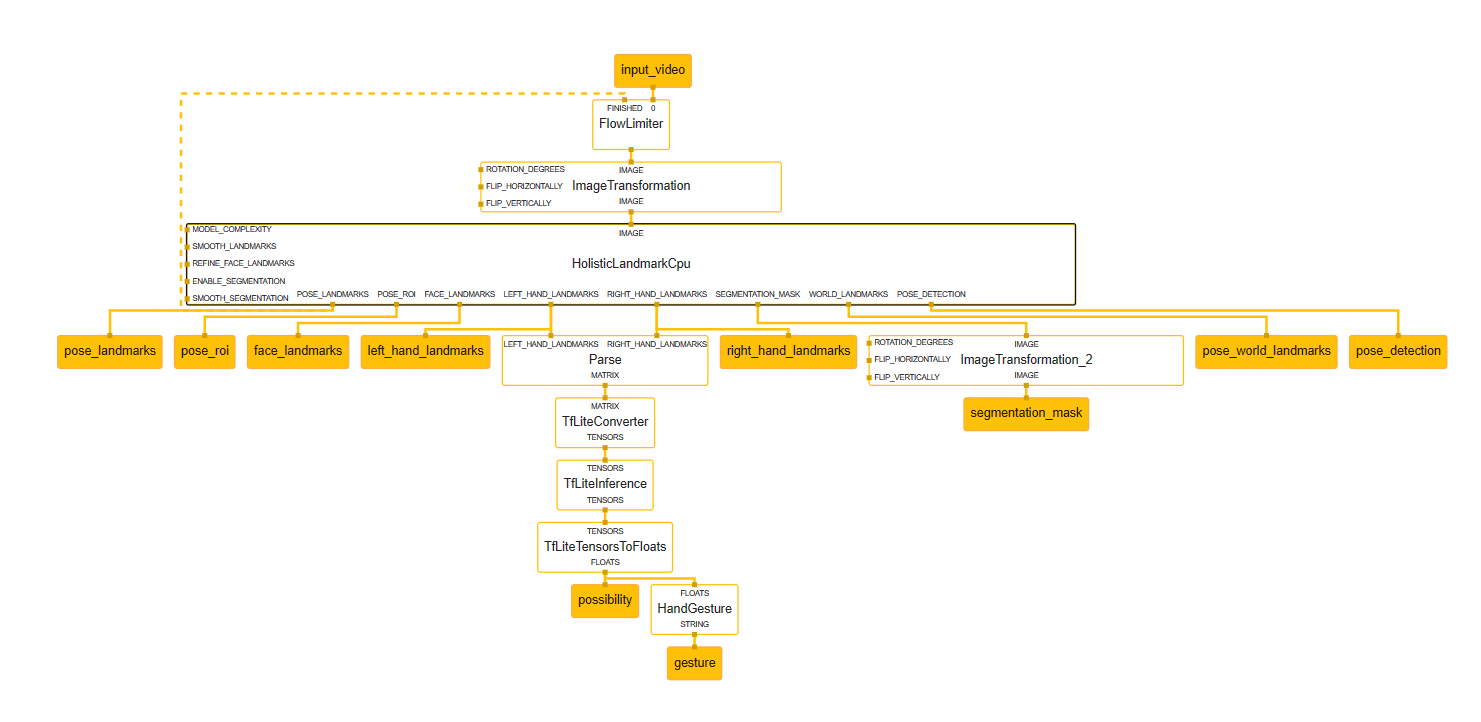 input_video
FINISHED 0
FlowLimiter
ROTATION_DEGREES IMAGE
FLIP_HORIZONTALLY ImageTransformation
FLIP_VERTICALLY IMAGE
MODEL_COMPLEXITY IMAGE
SMOOTH_LANDMARKS
REFINE_FACE_LANDMARKS HolisticLandmarkCpu
ENABLE_SEGMENTATION
SMOOTH_SEGMENTATION POSE_LANDMARKS POSE_ROI FACE_LANDMARKS LEFT_HAND_LANDMARKS RIGHT_HAND_LANDMARKS SEGMENTATION_MASK WORLD_LANDMARKS POSE_DETECTION
pose_landmarks
pose_roi
face_landmarks
left_hand_landmarks
LEFT_HAND_LANDMARKS RIGHT_HAND_LANDMARKS
Parse
MATRIX
right_hand_landmarks
ROTATION_DEGREES IMAGE
FLIP_HORIZONTALLY ImageTransformation_2
FLIP_VERTICALLY IMAGE
pose_world_landmarks
pose_detection
MATRIX
TfLiteConverter
TENSORS
segmentation_mask
TENSORS
TfLiteInference
TENSORS
TENSORS
TfLiteTensorsToFloats
FLOATS
possibility
FLOATS
HandGesture
STRING
gesture